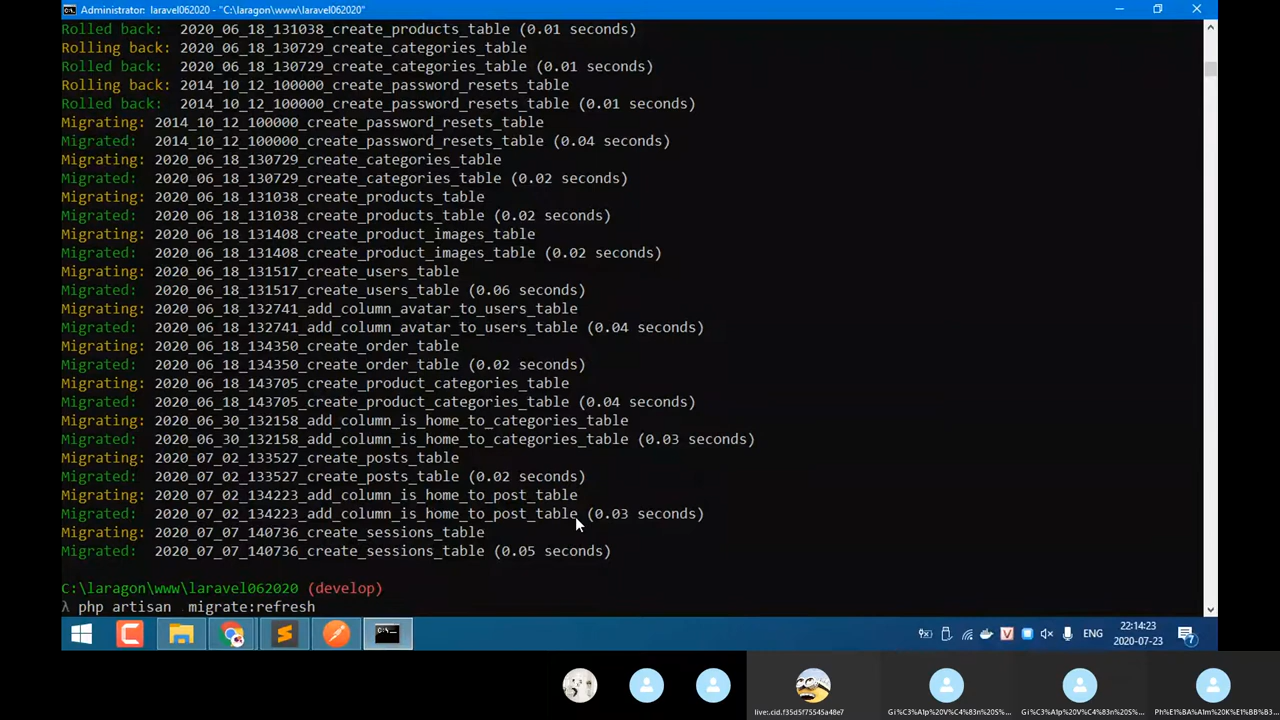 Administrator: laravel062020 - "C:\laragon\www\laravel062020"
Rolled back:  2020_06_18_131038_create_products_table (0.01 seconds)
Rolling back: 2020_06_18_130729_create_categories_table
Rolled back:  2020_06_18_130729_create_categories_table (0.01 seconds)
Rolling back: 2014_10_12_100000_create_password_resets_table
Rolled back:  2014_10_12_100000_create_password_resets_table (0.01 seconds)
Migrating: 2014_10_12_100000_create_password_resets_table
Migrated:  2014_10_12_100000_create_password_resets_table (0.04 seconds)
Migrating: 2020_06_18_130729_create_categories_table
Migrated:  2020_06_18_130729_create_categories_table (0.02 seconds)
Migrating: 2020_06_18_131038_create_products_table
Migrated:  2020_06_18_131038_create_products_table (0.02 seconds)
Migrating: 2020_06_18_131408_create_product_images_table
Migrated:  2020_06_18_131408_create_product_images_table (0.02 seconds)
Migrating: 2020_06_18_131517_create_users_table
Migrated:  2020_06_18_131517_create_users_table (0.06 seconds)
Migrating: 2020_06_18_132741_add_column_avatar_to_users_table
Migrated:  2020_06_18_132741_add_column_avatar_to_users_table (0.04 seconds)
Migrating: 2020_06_18_134350_create_order_table
Migrated:  2020_06_18_134350_create_order_table (0.02 seconds)
Migrating: 2020_06_18_143705_create_product_categories_table
Migrated:  2020_06_18_143705_create_product_categories_table (0.04 seconds)
Migrating: 2020_06_30_132158_add_column_is_home_to_categories_table
Migrated:  2020_06_30_132158_add_column_is_home_to_categories_table (0.03 seconds)
Migrating: 2020_07_02_133527_create_posts_table
Migrated:  2020_07_02_133527_create_posts_table (0.02 seconds)
Migrating: 2020_07_02_134223_add_column_is_home_to_post_table
Migrated:  2020_07_02_134223_add_column_is_home_to_post_table (0.03 seconds)
Migrating: 2020_07_07_140736_create_sessions_table
Migrated:  2020_07_07_140736_create_sessions_table (0.05 seconds)
C:\laragon\www\laravel062020 (develop)
λ php artisan  migrate:refresh
ENG
22:14:23
2020-07-23
7
live:.cid.f35d5f75545a48e7
Gi%C3%A1p%20V%C4%83n%20S...
Gi%C3%A1p%20V%C4%83n%20S...
Ph%E1%BA%A1m%20K%E1%BB%B3...